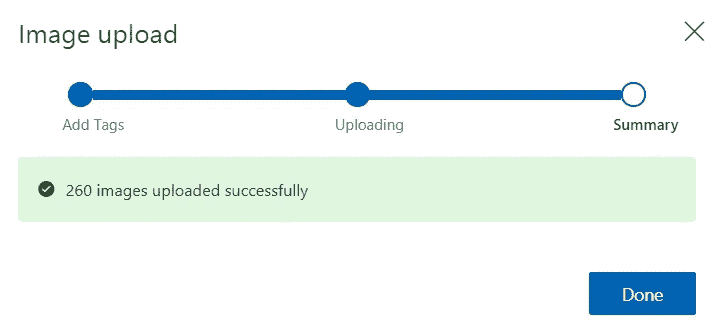 Image upload
Add Tags
Uploading
Summary
260 images uploaded successfully
Done